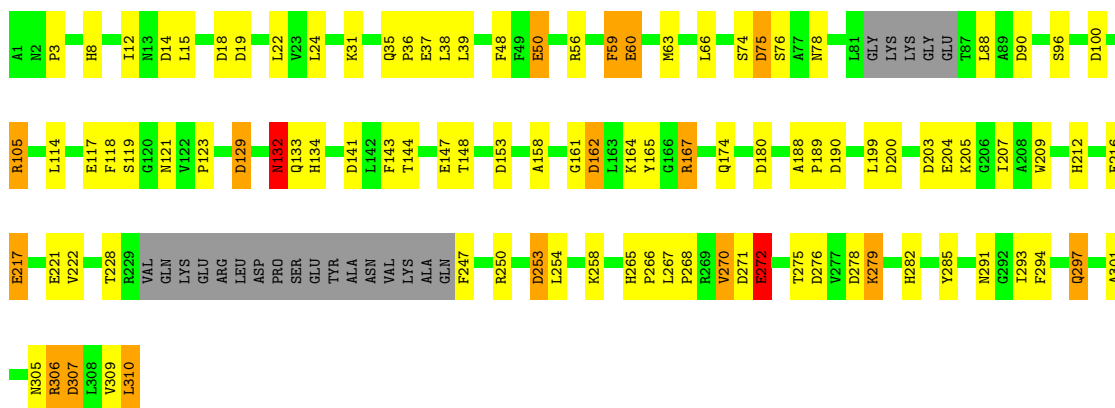 A1 N2 P3 H8 I12 N13 D14 L15 D18 D19 L22 V23 L24 K31 Q35 P36 E37 L38 L39 F48 F49 E50 R56 F59 E60 M63 L66 S74 D75 S76 A77 N78 L81 GLY LYS LYS GLY GLU T87 L88 A89 D90 S96 D100
R105 L114 E117 F118 S119 G120 N121 V122 P123 D129 N132 Q133 H134 D141 L142 F143 T144 E147 T148 D153 A158 G161 D162 L163 K164 Y165 G166 R167 Q174 D180 A188 P189 D190 L199 D200 D203 E204 K205 G206 I207 A208 W209 H212
E217 E221 V222 T228 R229 VAL GLN LYS GLU ARG LEU ASP PRO SER GLU TYR ALA ASN VAL LYS ALA GLN F247 R250 D253 L254 K258 H265 P266 L267 P268 R269 V270 D271 E272 T275 D276 V277 D278 K279 H282 Y285 N291 G292 I293 F294 Q297 A301
N305 R306 D307 L308 V309 L310